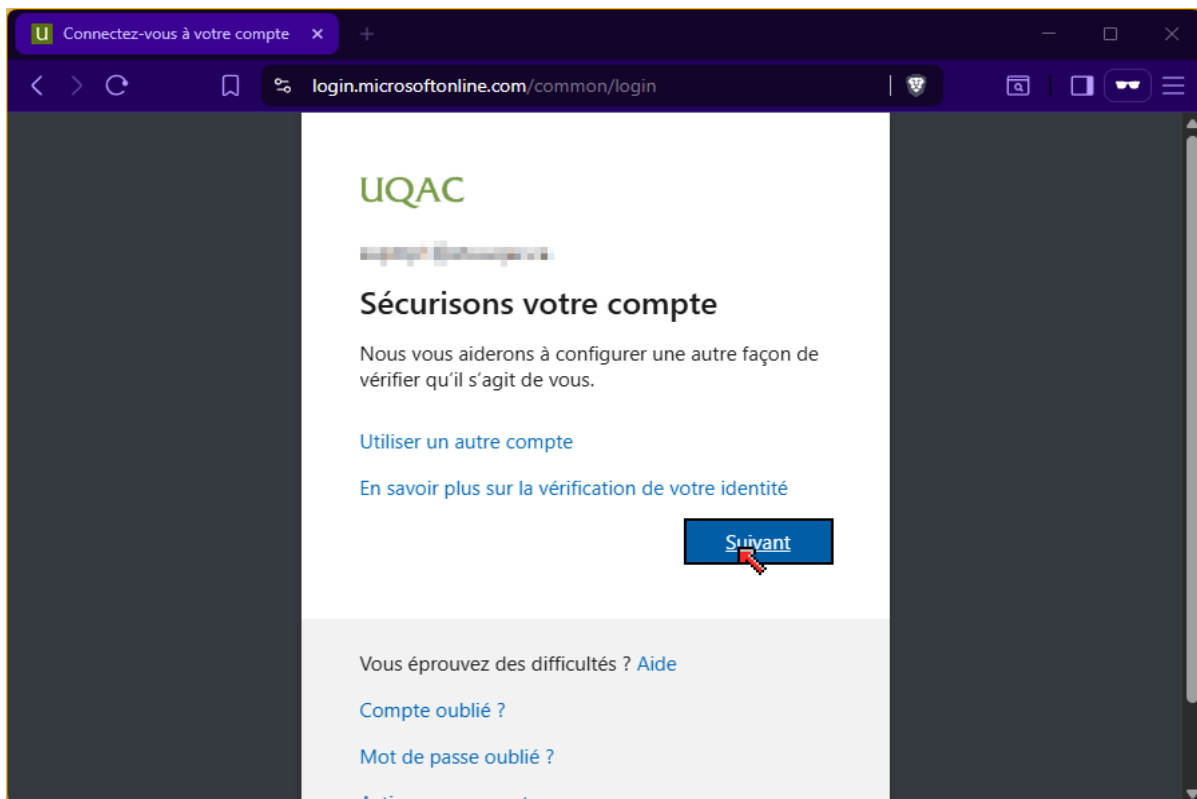 U Connectez-vous à votre compte
login.microsoftonline.com/common/login
UQAC
Sécurisons votre compte
Nous vous aiderons à configurer une autre façon de
vérifier qu'il s'agit de vous.
Utiliser un autre compte
En savoir plus sur la vérification de votre identité
Suivant
Vous éprouvez des difficultés ? Aide
Compte oublié ?
Mot de passe oublié ?